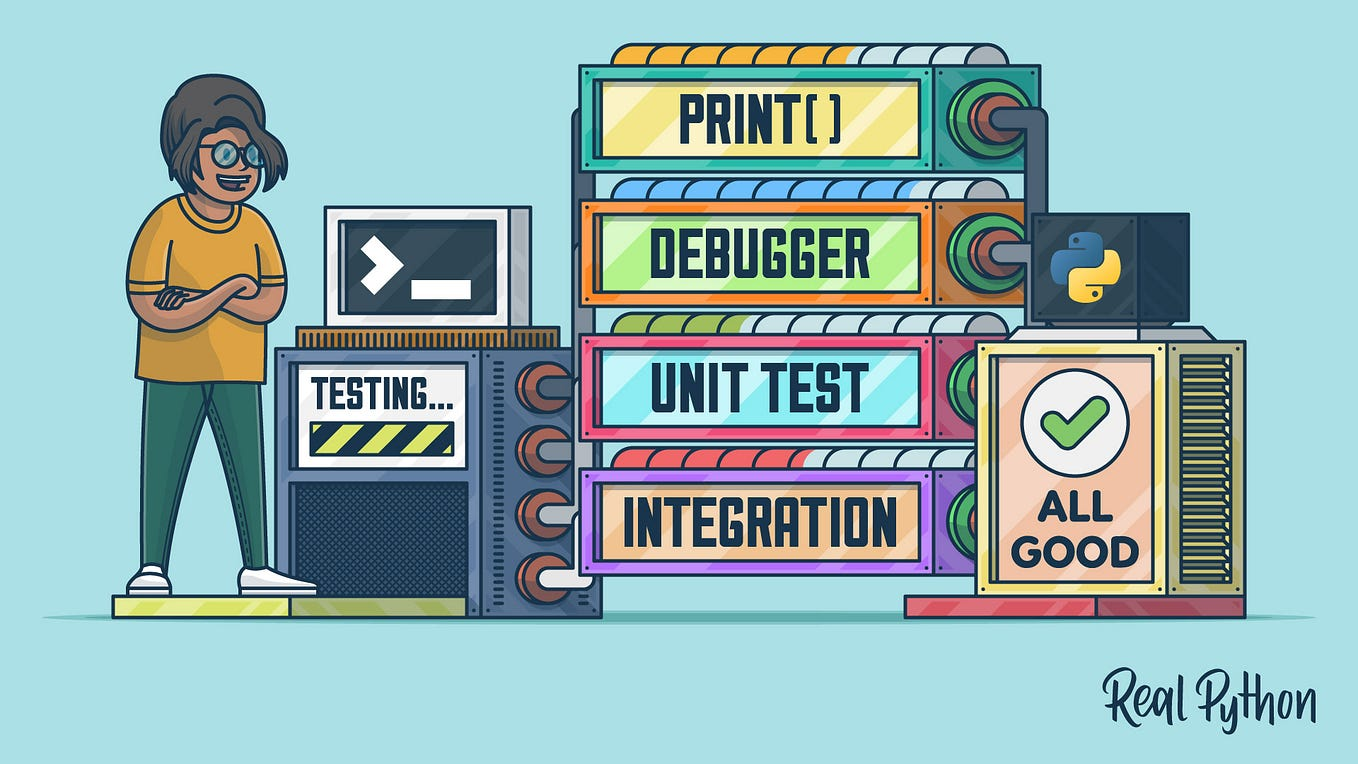 PRINT( )
DEBUGGER
UNIT TEST
INTEGRATION
>_
TESTING...
ALL
GOOD
Real Python